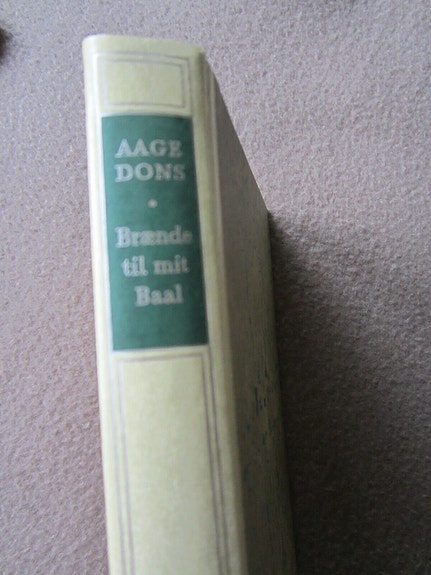 AAGE
DONS
•
Brænde
til mit
Baal